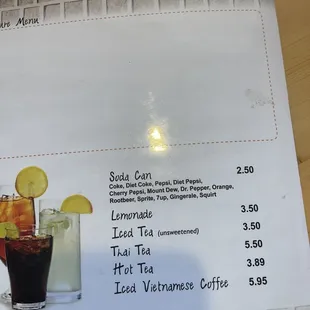 Menu
Soda Can 2.50
Coke, Diet Coke, Pepsi, Diet Pepsi,
Cherry Pepsi, Mount Dew, Dr. Pepper, Orange,
Rootbeer, Sprite, 7up, Gingerale, Squirt
Lemonade 3.50
Iced Tea (unsweetened) 3.50
Thai Tea 5.50
Hot Tea 3.89
Iced Vietnamese Coffee 5.95